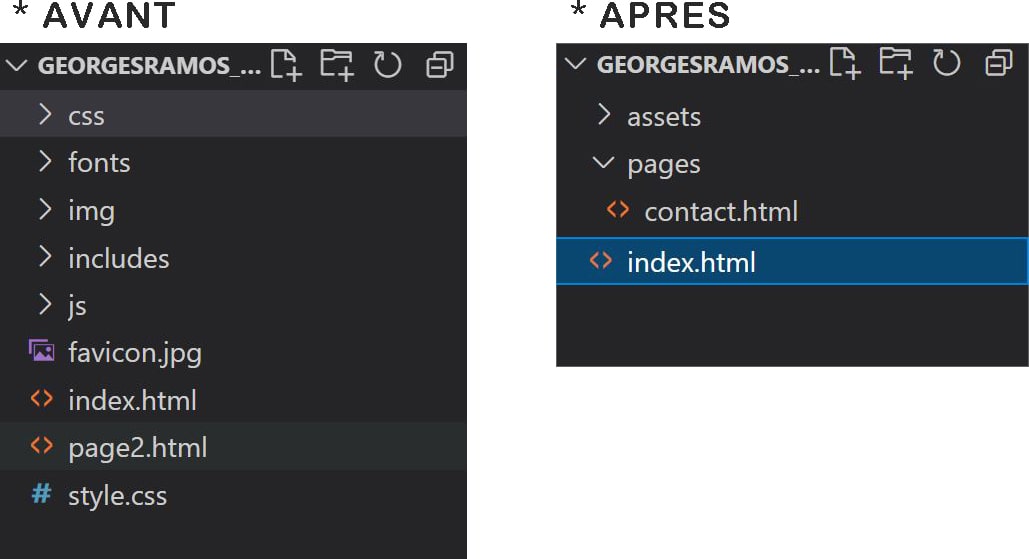 * AVANT
GEORGESRAMOS_...
css
fonts
img
includes
js
favicon.jpg
index.html
page2.html
# style.css
* APRES
GEORGESRAMOS_...
assets
pages
contact.html
index.html